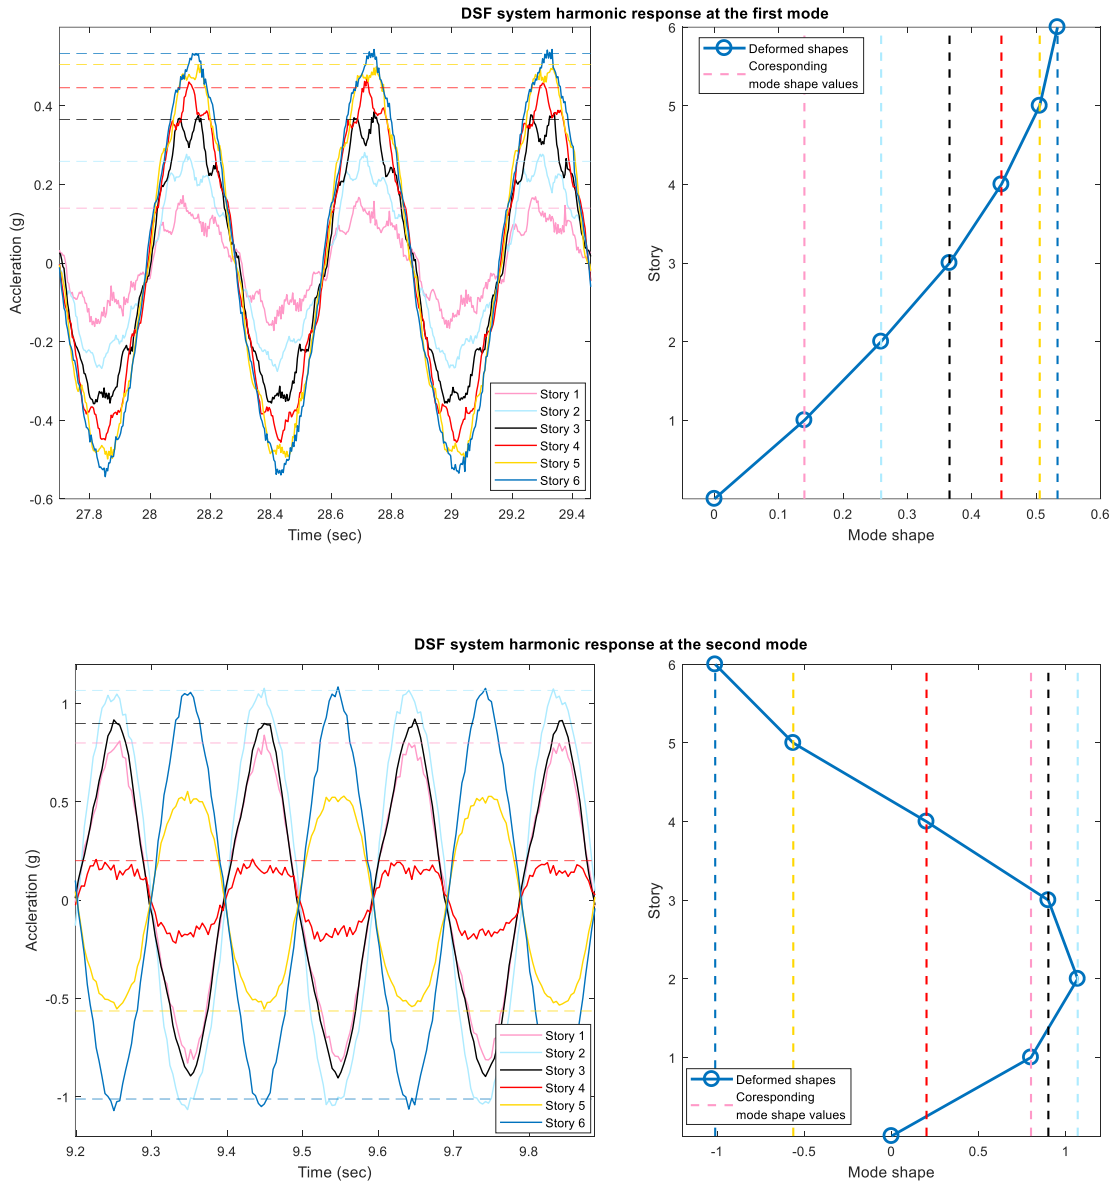 DSF system harmonic response at the first mode
0.4
0.2
0
-0.2
-0.4
-0.6
Accleration (g)
27.8
28
28.2
28.4
28.6
28.8
29
29.2
29.4
Time (sec)
Story 1
Story 2
Story 3
Story 4
Story 5
Story 6
6
5
4
3
2
1
Story
0
0.1
0.2
0.3
0.4
0.5
0.6
Mode shape
Deformed shapes
Coresponding
mode shape values
DSF system harmonic response at the second mode
1
0.5
0
-0.5
-1
Accleration (g)
9.2
9.3
9.4
9.5
9.6
9.7
9.8
Time (sec)
Story 1
Story 2
Story 3
Story 4
Story 5
Story 6
6
5
4
3
2
1
Story
-1
-0.5
0
0.5
1
Mode shape
Deformed shapes
Coresponding
mode shape values